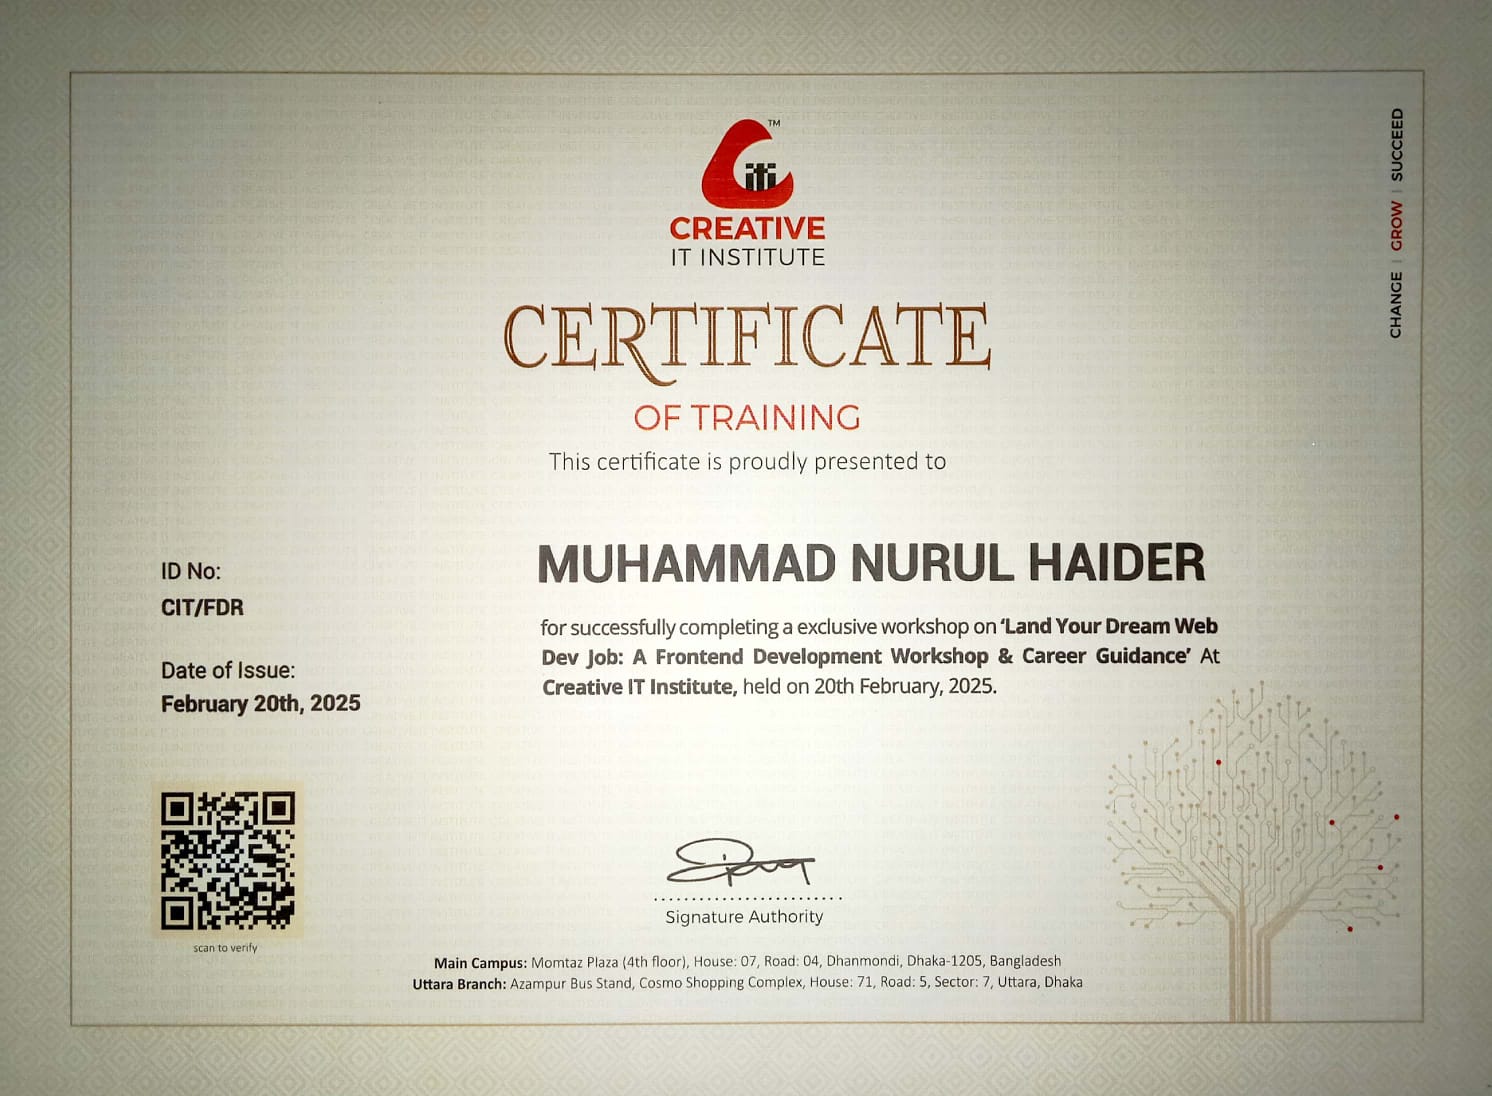 iti
TM
CREATIVE
IT INSTITUTE
CHANGE | GROW | SUCCEED
CERTIFICATE
OF TRAINING
This certificate is proudly presented to
ID No:
CIT/FDR
Date of Issue:
February 20th, 2025
MUHAMMAD NURUL HAIDER
for successfully completing a exclusive workshop on ‘Land Your Dream Web
Dev Job: A Frontend Development Workshop & Career Guidance’ At
Creative IT Institute, held on 20th February, 2025.
scan to verify
Signature Authority
Main Campus: Momtaz Plaza (4th floor), House: 07, Road: 04, Dhanmondi, Dhaka-1205, Bangladesh
Uttara Branch: Azampur Bus Stand, Cosmo Shopping Complex, House: 71, Road: 5, Sector: 7, Uttara, Dhaka